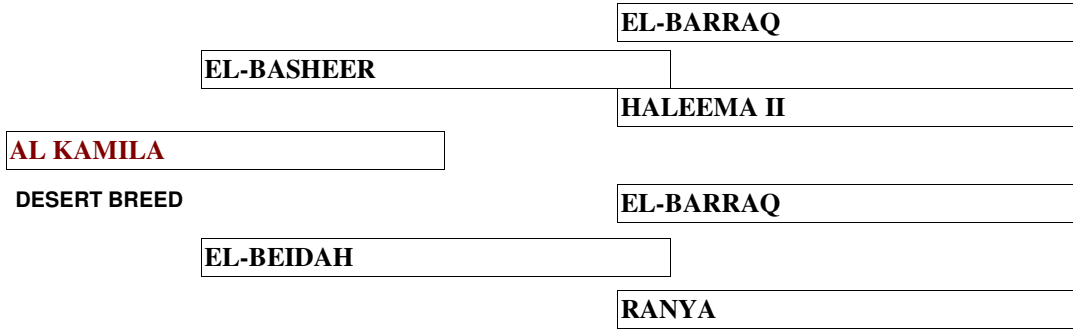 EL-BARRAQ
EL-BASHEER
HALEEMA II
AL KAMILA
DESERT BREED
EL-BARRAQ
EL-BEIDAH
RANYA